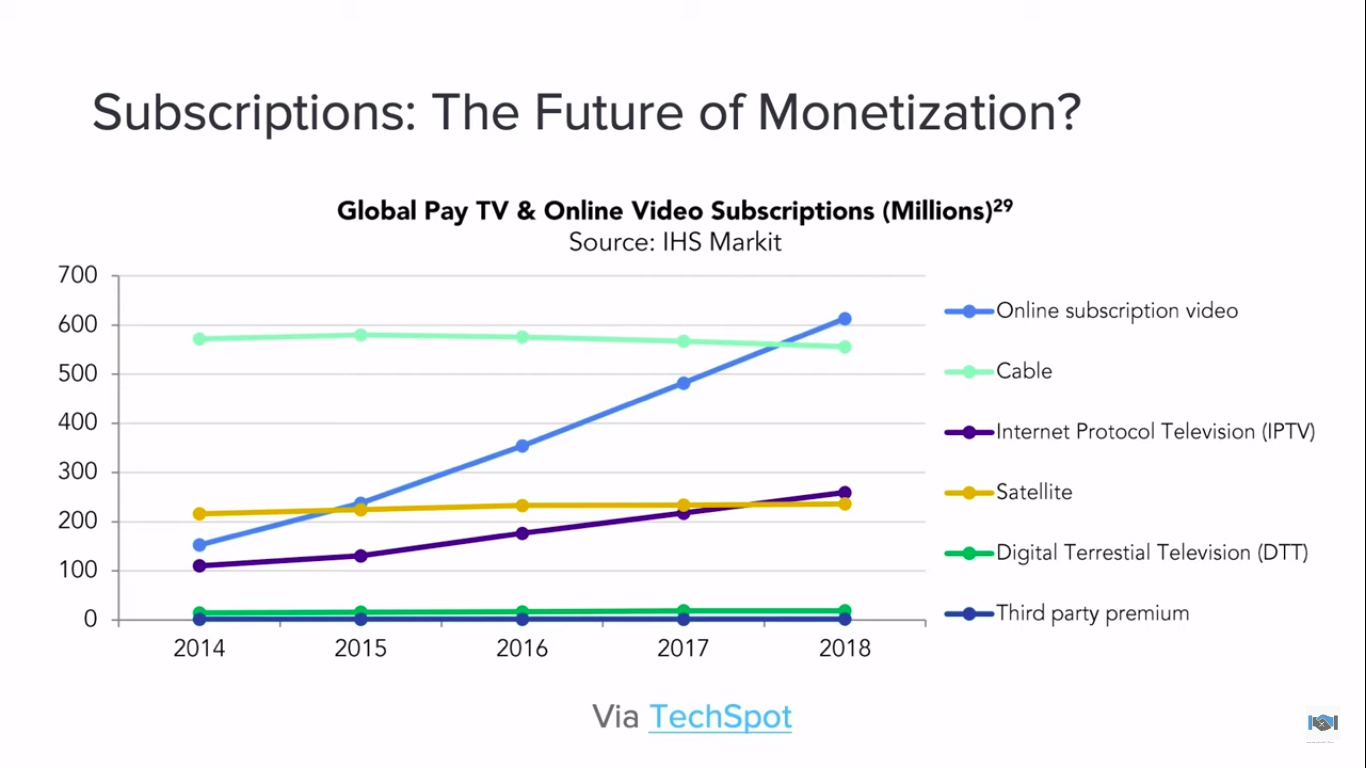 Subscriptions: The Future of Monetization?
Global Pay TV & Online Video Subscriptions (Millions)²⁹
Source: IHS Markit
700
600
500
400
300
200
100
0
2014 2015 2016 2017 2018
Online subscription video
Cable
Internet Protocol Television (IPTV)
Satellite
Digital Terrestial Television (DTT)
Third party premium
Via TechSpot